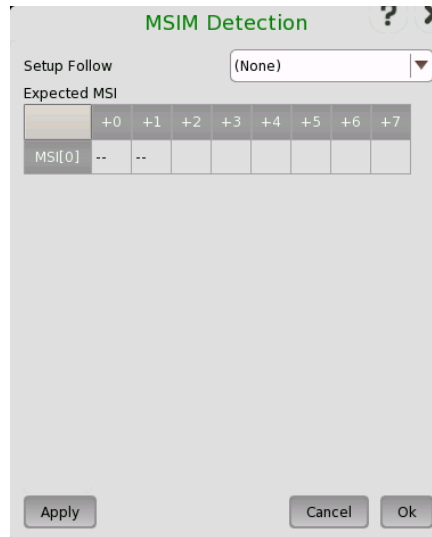 MSIM Detection ?
Setup Follow (None)
Expected MSI
+0 +1 +2 +3 +4 +5 +6 +7
MSI[0] -- --
Apply Cancel Ok